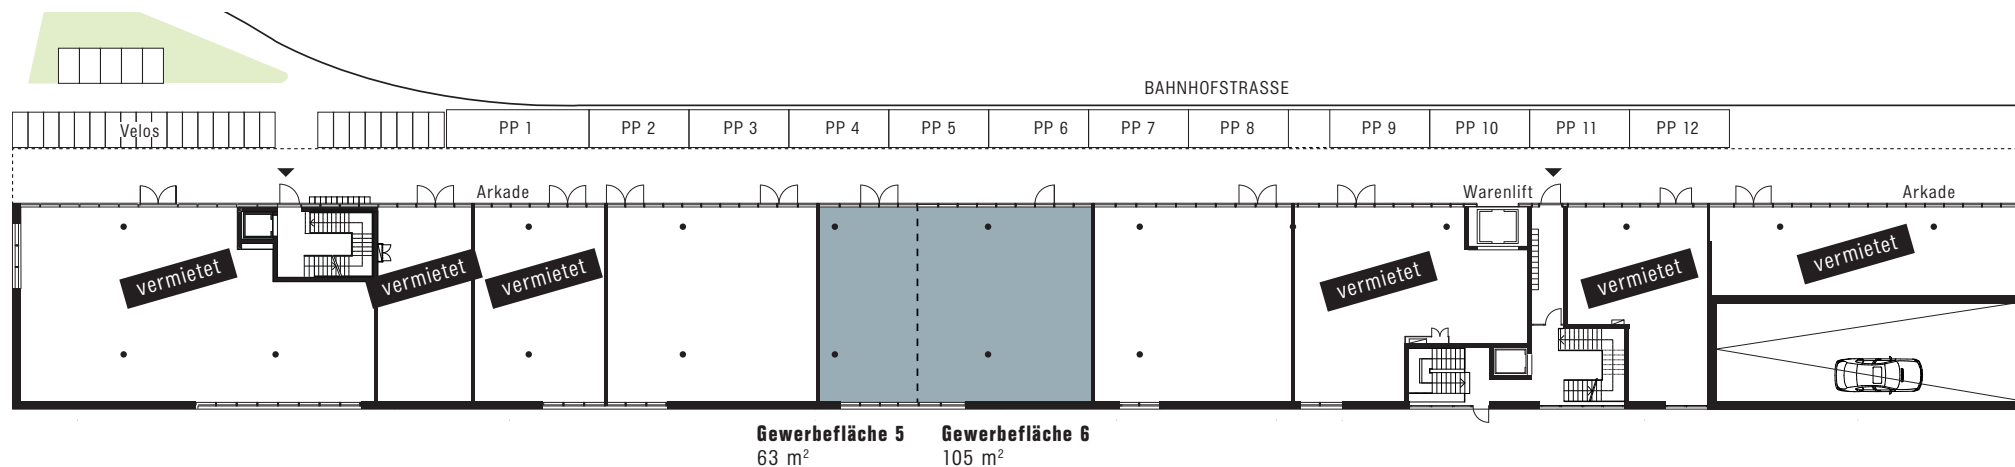 BAHNHOFSTRASSE
Velos
PP 1
PP 2
PP 3
PP 4
PP 5
PP 6
PP 7
PP 8
PP 9
PP 10
PP 11
PP 12
Arkade
Warenlift
Arkade
vermietet
vermietet
vermietet
vermietet
vermietet
vermietet
Gewerbefläche 5
63 m²
Gewerbefläche 6
105 m²